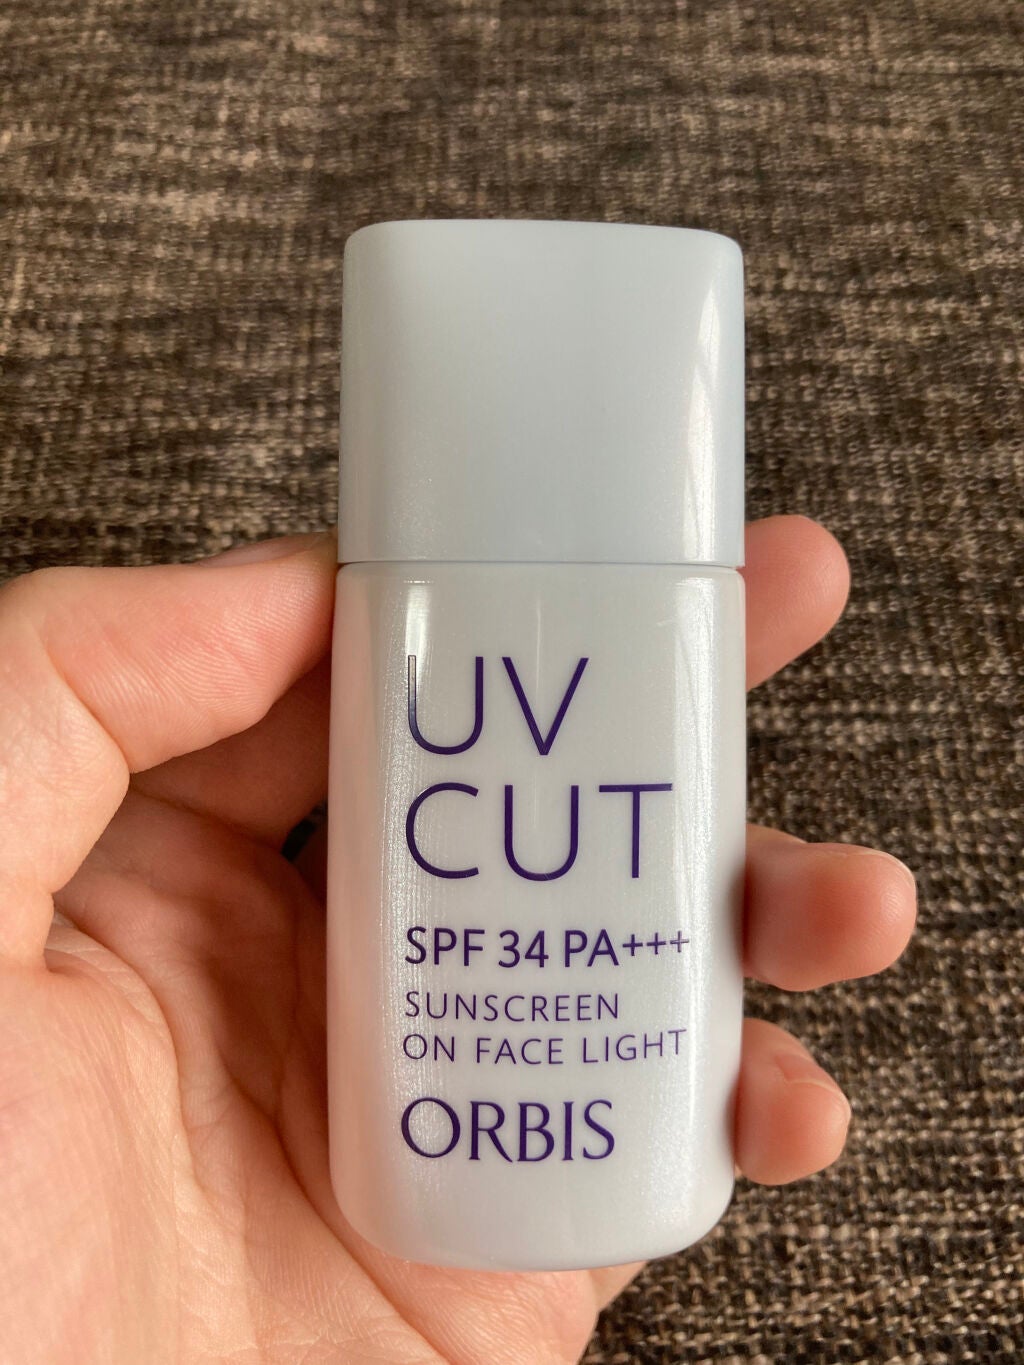 UV
CUT
SPF 34 PA+++
SUNSCREEN
ON FACE LIGHT
ORBIS